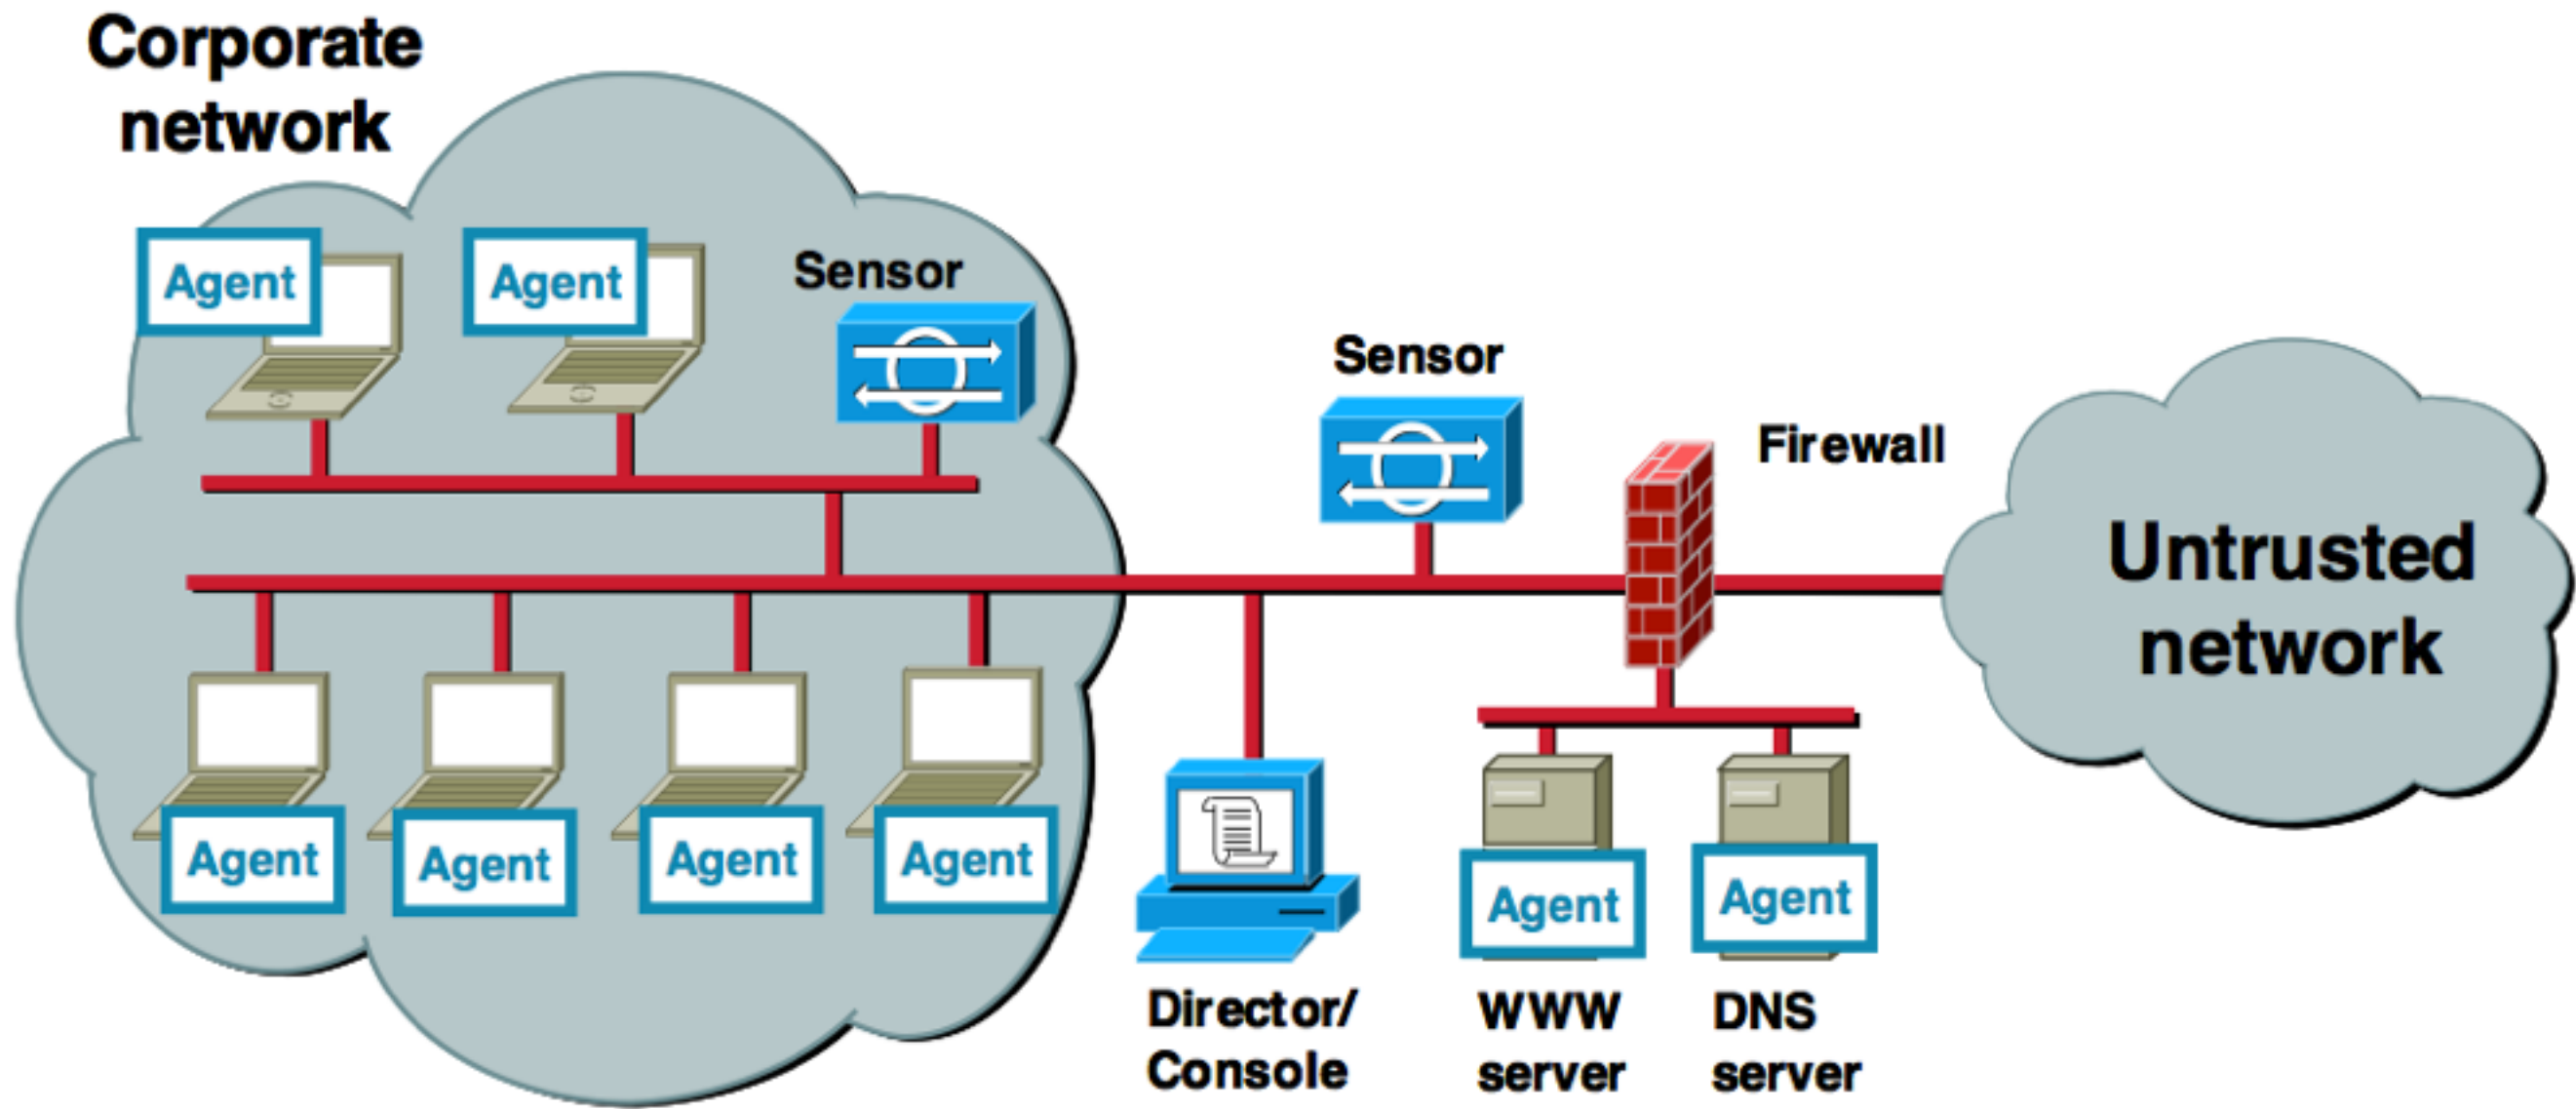 Corporate
network
Agent
Agent
Sensor
Sensor
Firewall
Untrusted
network
Agent
Agent
Agent
Agent
Agent
Agent
Director/
Console
WWW
server
DNS
server